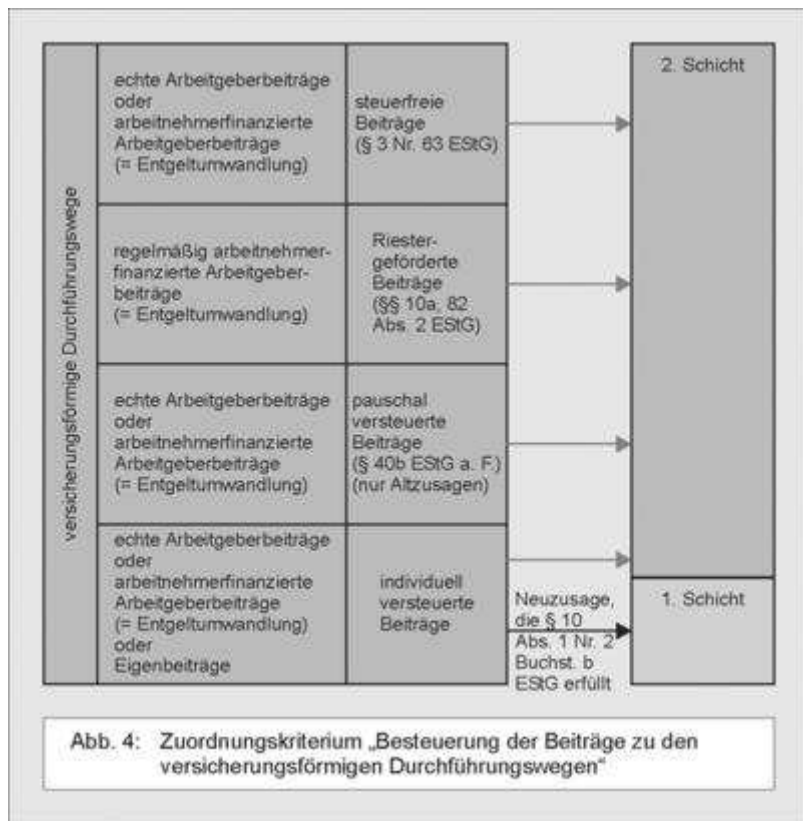 versicherungsförmige Durchführungswege
echte Arbeitgeberbeiträge
oder
arbeitnehmerfinanzierte
Arbeitgeberbeiträge
(= Entgeltumwandlung)
steuerfreie
Beiträge
(§ 3 Nr. 63 EStG)
2. Schicht
regelmäßig arbeitnehmer-
finanzierte Arbeitgeber-
beiträge
(= Entgeltumwandlung)
Riester-
geförderte
Beiträge
(§§ 10a, 82
Abs. 2 EStG)
echte Arbeitgeberbeiträge
oder
arbeitnehmerfinanzierte
Arbeitgeberbeiträge
(= Entgeltumwandlung)
pauschal
versteuerte
Beiträge
(§ 40b EStG a. F.)
(nur Altzusagen)
echte Arbeitgeberbeiträge
oder
arbeitnehmerfinanzierte
Arbeitgeberbeiträge
(= Entgeltumwandlung)
oder
Eigenbeiträge
individuell
versteuerte
Beiträge
Neuzusage,
die § 10
Abs. 1 Nr. 2
Buchst. b
EStG erfüllt
1. Schicht
Abb. 4: Zuordnungskriterium „Besteuerung der Beiträge zu den
versicherungsförmigen Durchführungswegen“